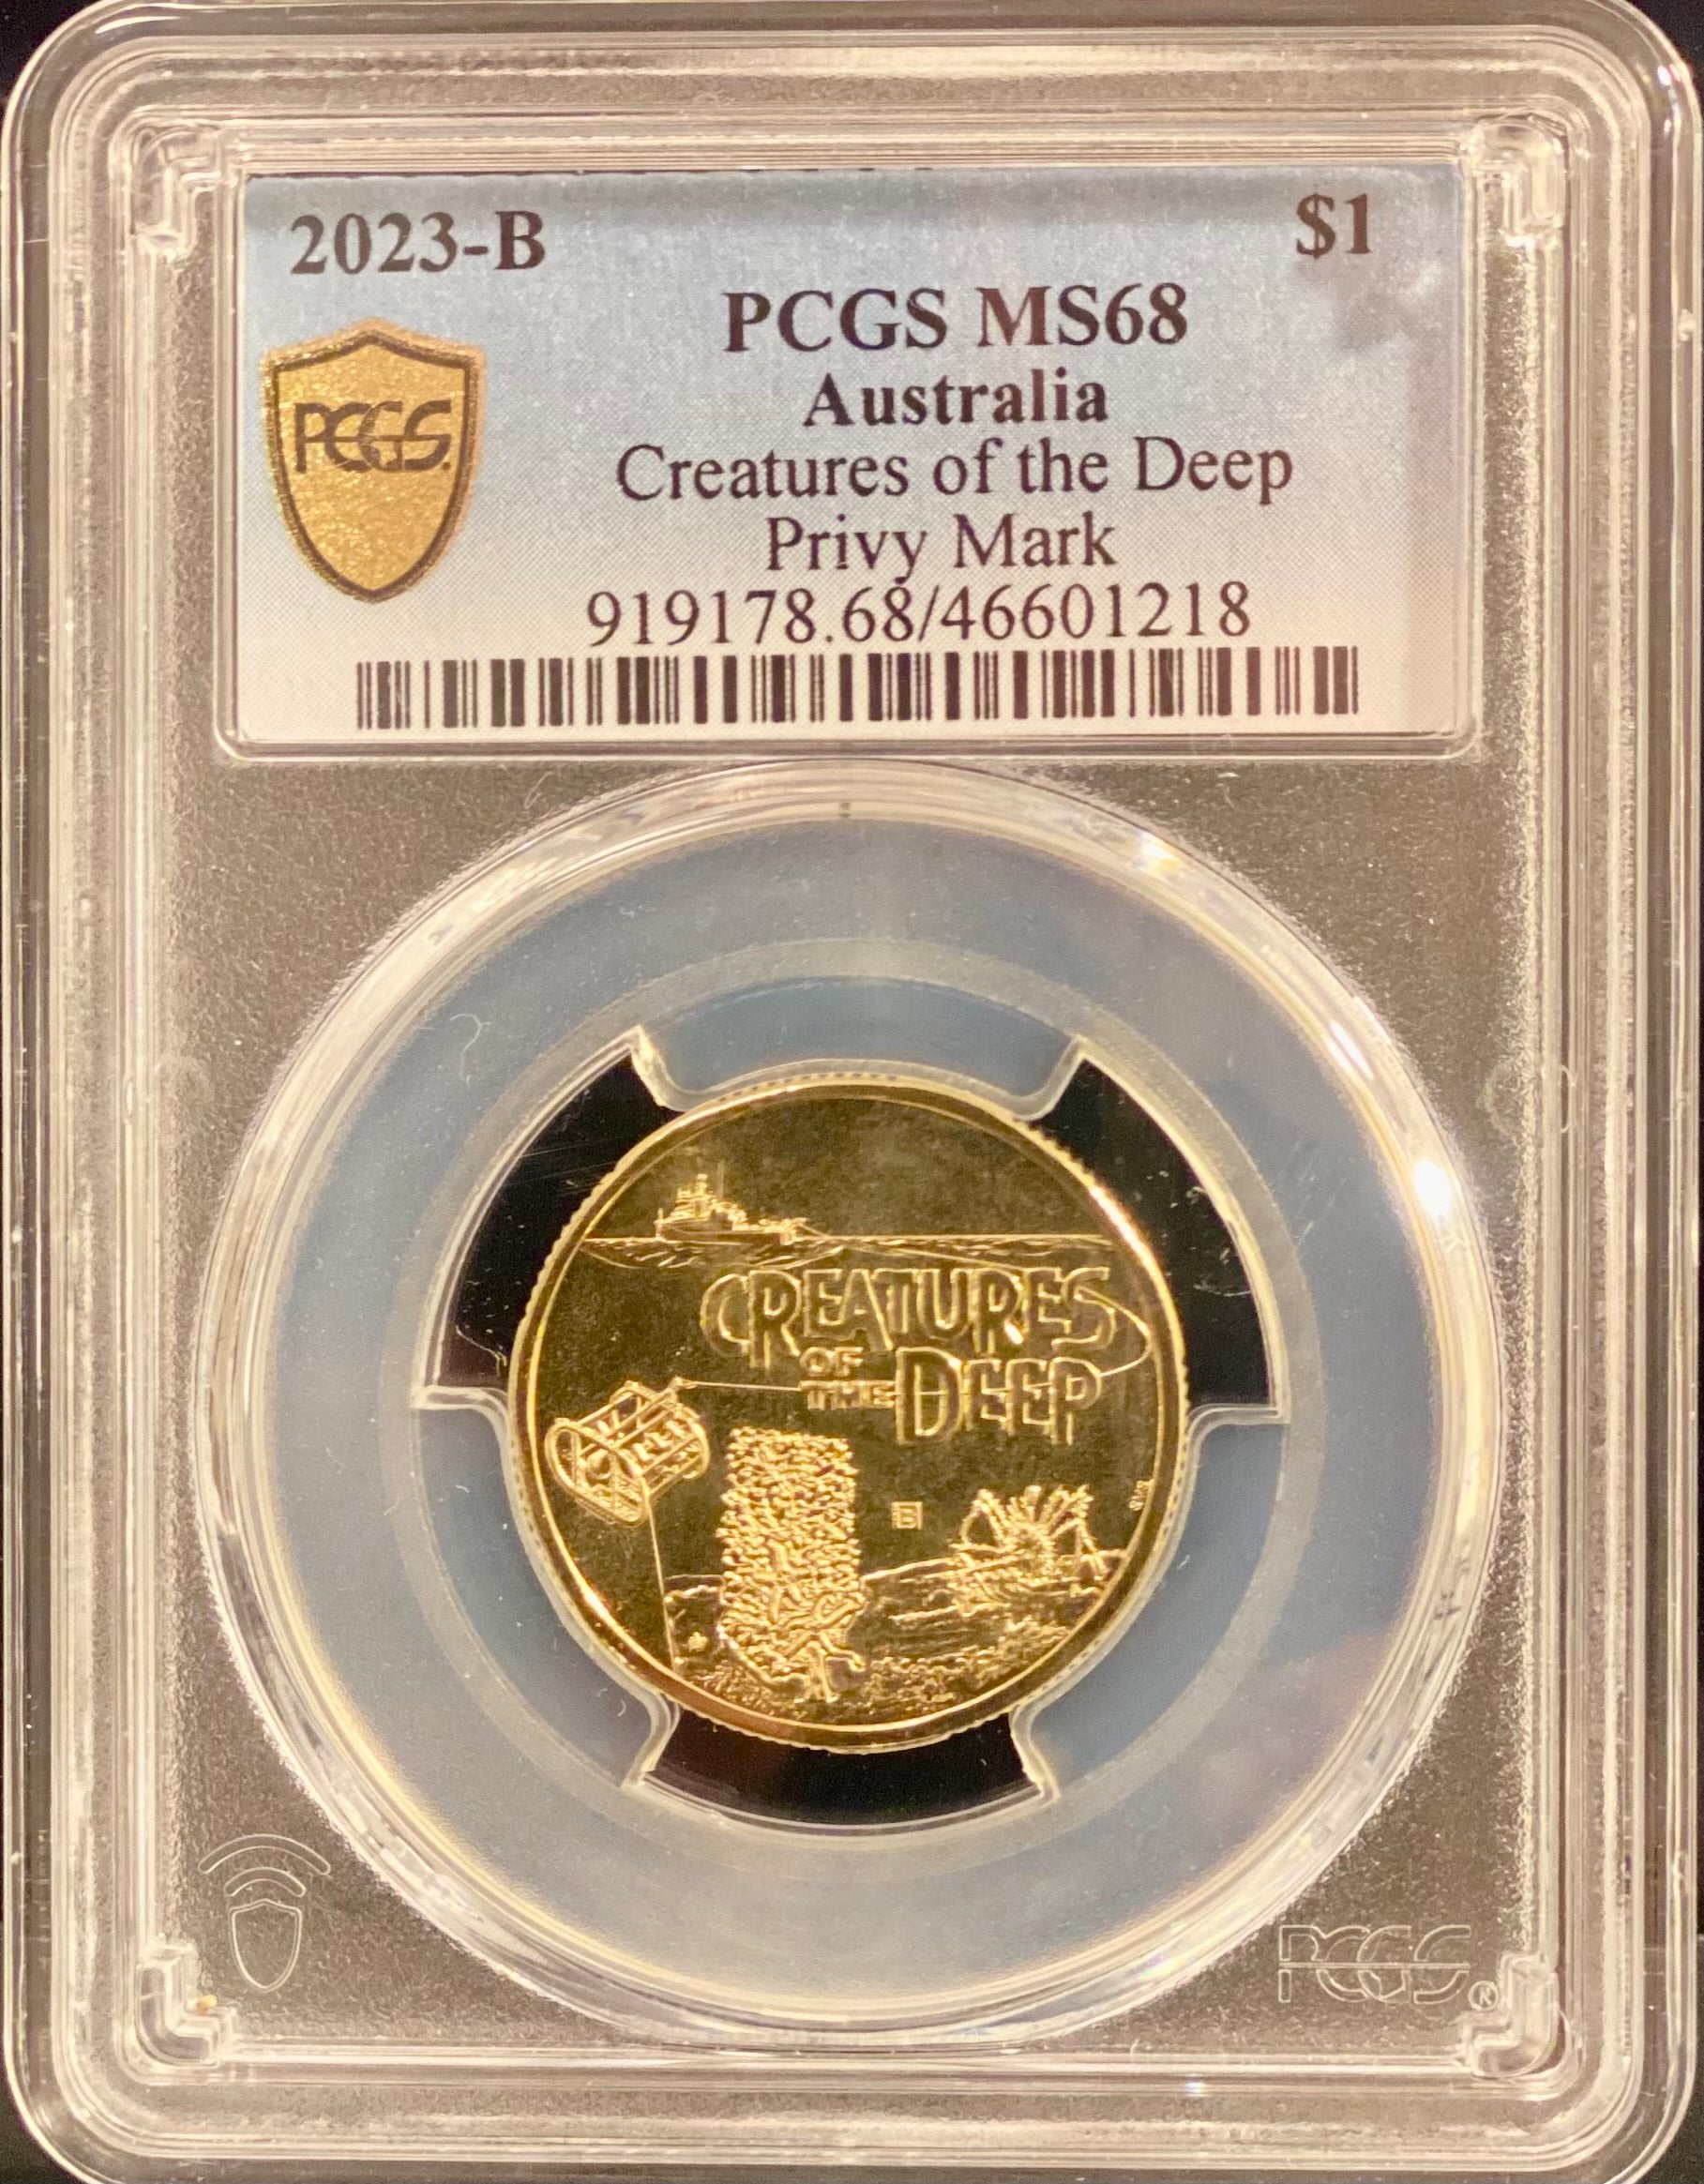 2023-B $1
PCGS MS68
Australia
PCGS
Creatures of the Deep
Privy Mark
919178.68/46601218
CREATURES
OF
THE DEEP
B
PCGS®